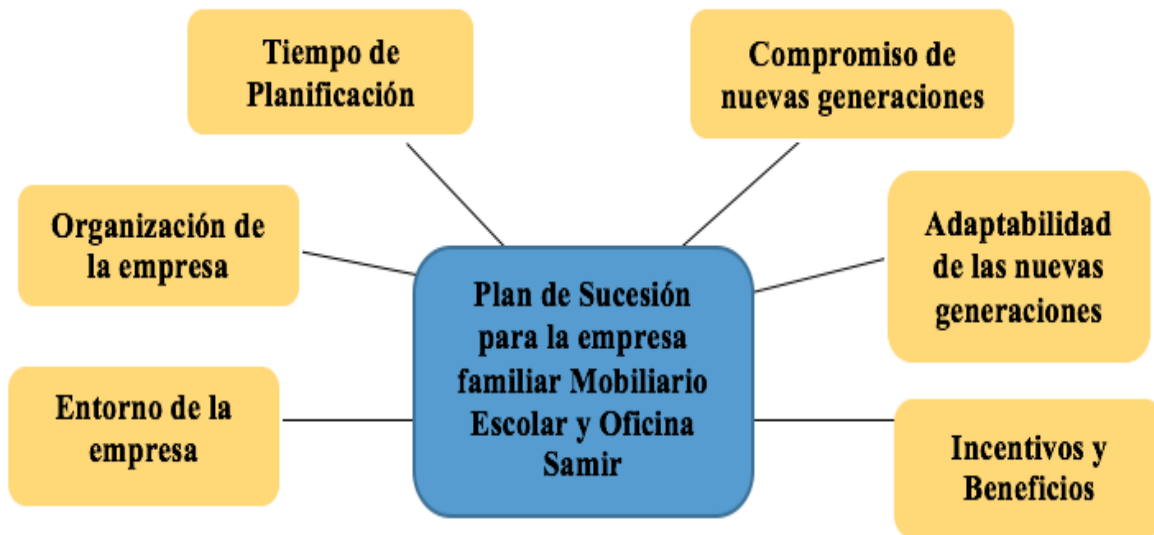 Tiempo de
Planificación
Compromiso de
nuevas generaciones
Organización de
la empresa
Adaptabilidad
de las nuevas
generaciones
Plan de Sucesión
para la empresa
familiar Mobiliario
Escolar y Oficina
Samir
Entorno de la
empresa
Incentivos y
Beneficios